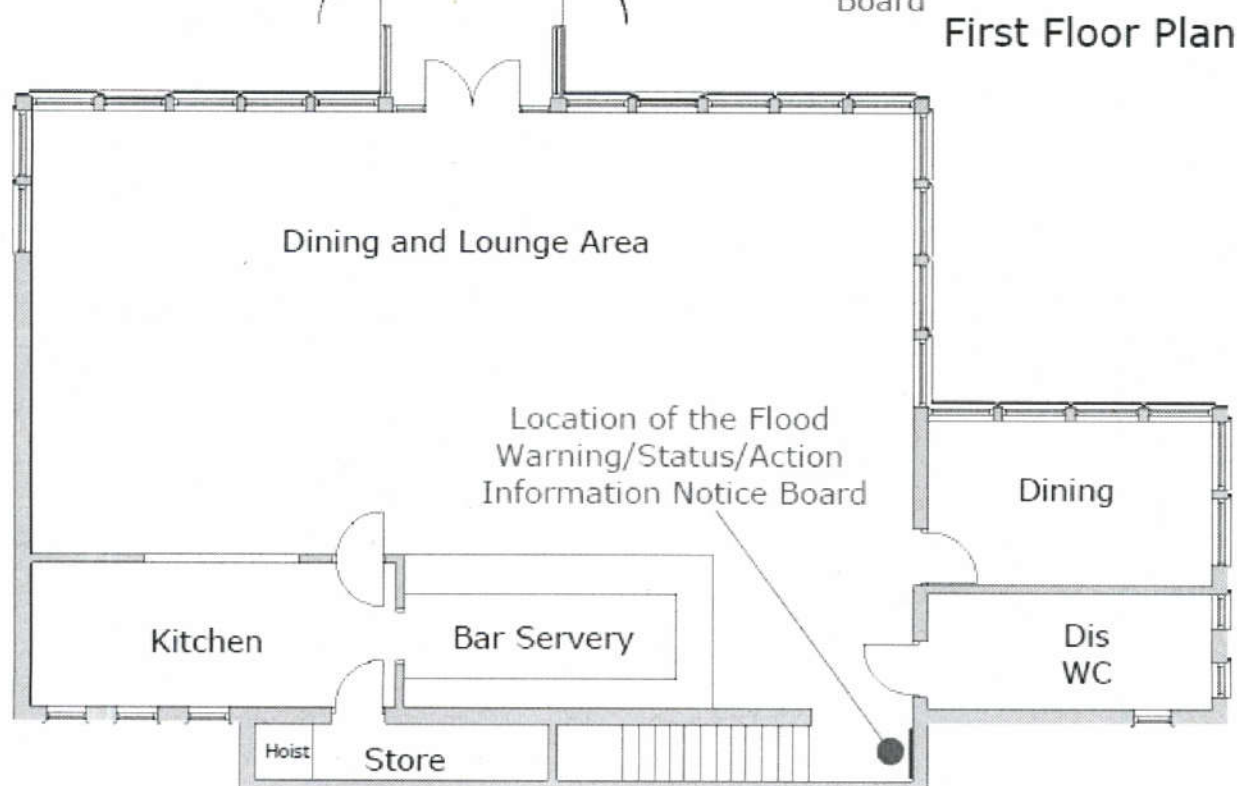 Board
First Floor Plan
Dining and Lounge Area
Location of the Flood
Warning/Status/Action
Information Notice Board
Dining
Kitchen
Bar Servery
Dis
WC
Hoist
Store